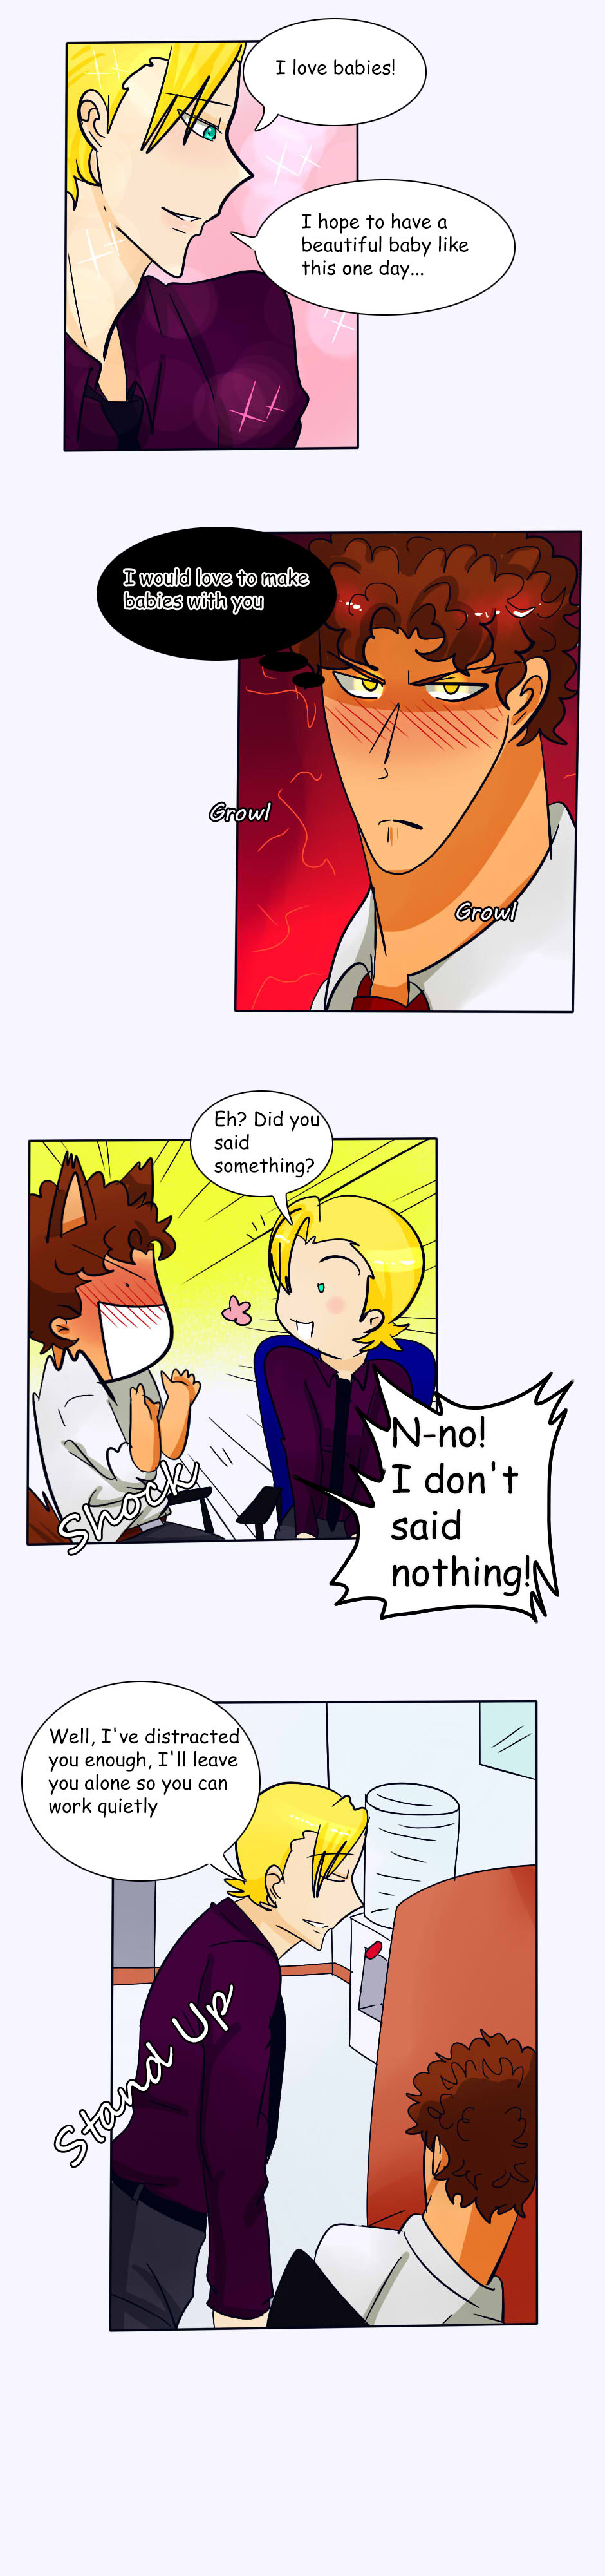 I love babies!
I hope to have a
beautiful baby like
this one day...
I would love to make
babies with you
Growl
Growl
Eh? Did you
said
something?
Shock
N-no!
I don't
said
nothing!
Well, I've distracted
you enough, I'll leave
you alone so you can
work quietly
Stand Up